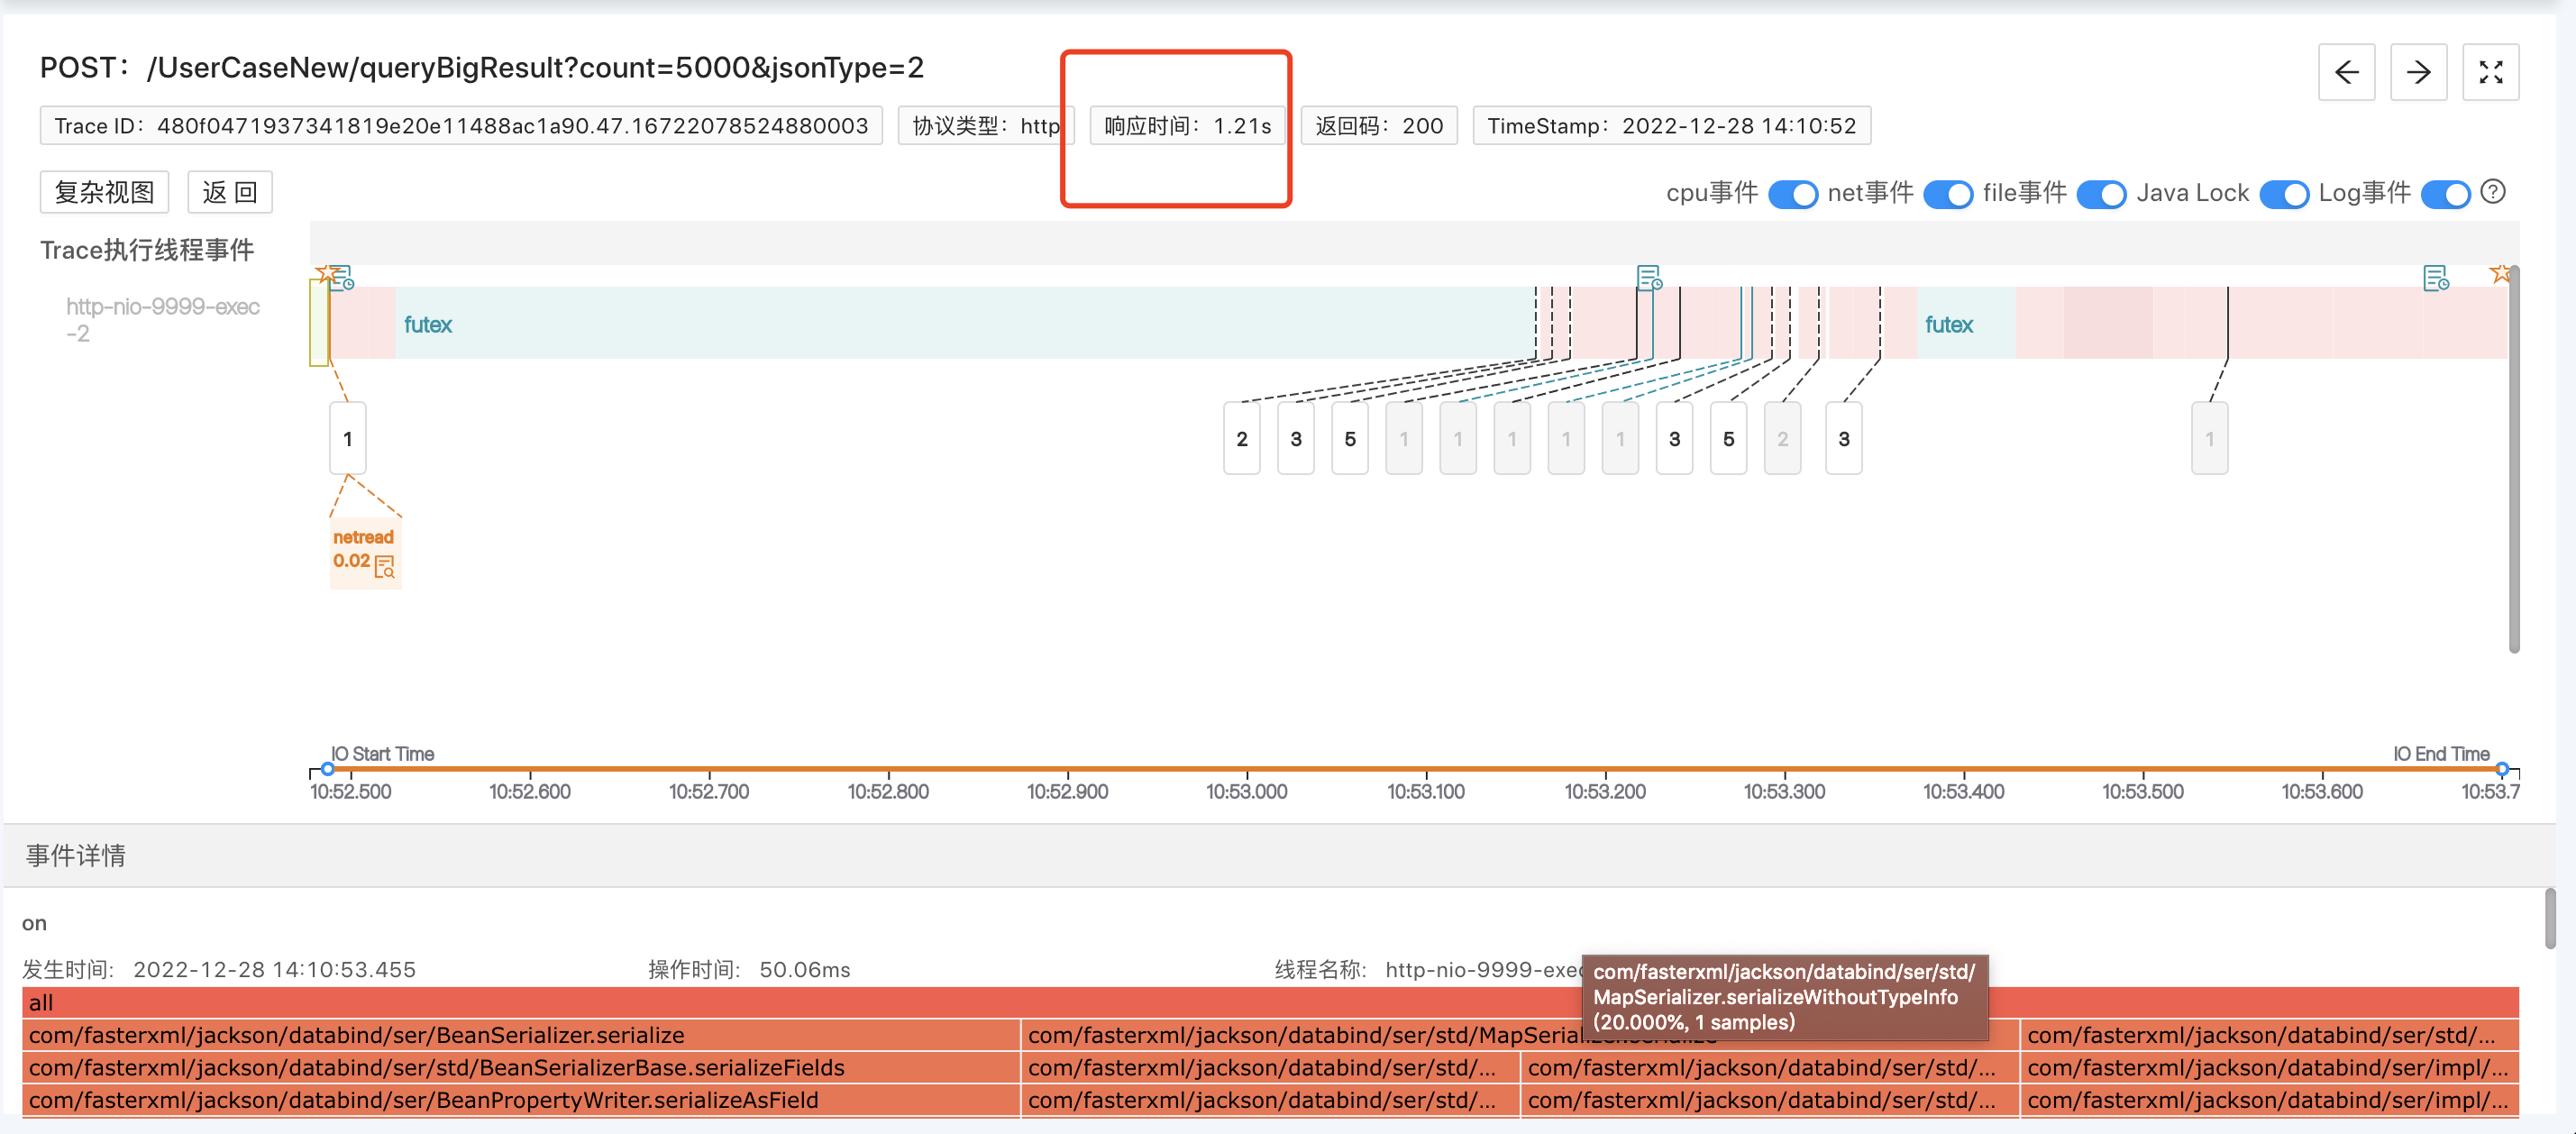 POST：/UserCaseNew/queryBigResult?count=5000&jsonType=2
Trace ID：480f0471937341819e20e11488ac1a90.47.16722078524880003
协议类型：http
响应时间：1.21s
返回码：200
TimeStamp：2022-12-28 14:10:52
复杂视图
返 回
cpu事件
net事件
file事件
Java Lock
Log事件
Trace执行线程事件
http-nio-9999-exec
-2
futex
futex
1
2
3
5
1
1
1
1
1
3
5
2
3
1
netread
0.02
IO Start Time
IO End Time
10:52.500
10:52.600
10:52.700
10:52.800
10:52.900
10:53.000
10:53.100
10:53.200
10:53.300
10:53.400
10:53.500
10:53.600
10:53.7
事件详情
on
发生时间： 2022-12-28 14:10:53.455
操作时间： 50.06ms
线程名称： http-nio-9999-exec
com/fasterxml/jackson/databind/ser/std/
MapSerializer.serializeWithoutTypeInfo
(20.000%, 1 samples)
all
com/fasterxml/jackson/databind/ser/BeanSerializer.serialize
com/fasterxml/jackson/databind/ser/std/MapSerializer.serialize
com/fasterxml/jackson/databind/ser/std/...
com/fasterxml/jackson/databind/ser/std/BeanSerializerBase.serializeFields
com/fasterxml/jackson/databind/ser/std/...
com/fasterxml/jackson/databind/ser/std/...
com/fasterxml/jackson/databind/ser/impl/...
com/fasterxml/jackson/databind/ser/BeanPropertyWriter.serializeAsField
com/fasterxml/jackson/databind/ser/std/...
com/fasterxml/jackson/databind/ser/std/...
com/fasterxml/jackson/databind/ser/impl/...